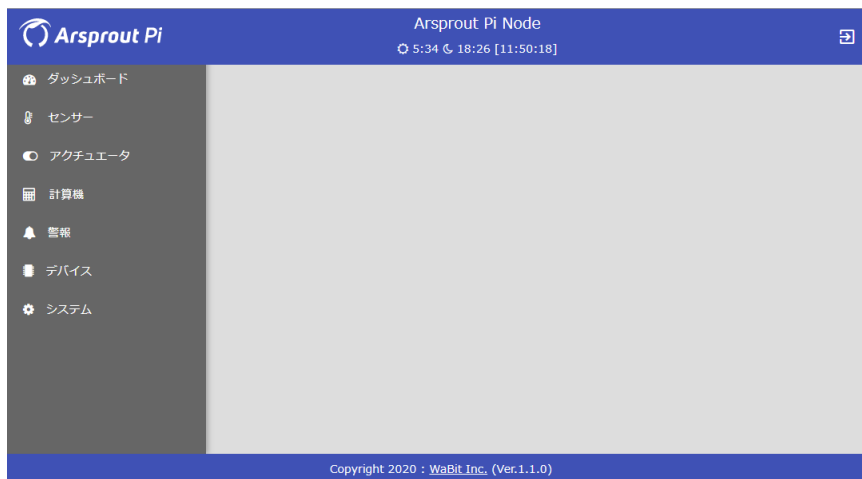 Arsprout Pi
Arsprout Pi Node
5:34 18:26 [11:50:18]
ダッシュボード
センサー
アクチュエータ
計算機
警報
デバイス
システム
Copyright 2020 : WaBit Inc. (Ver.1.1.0)